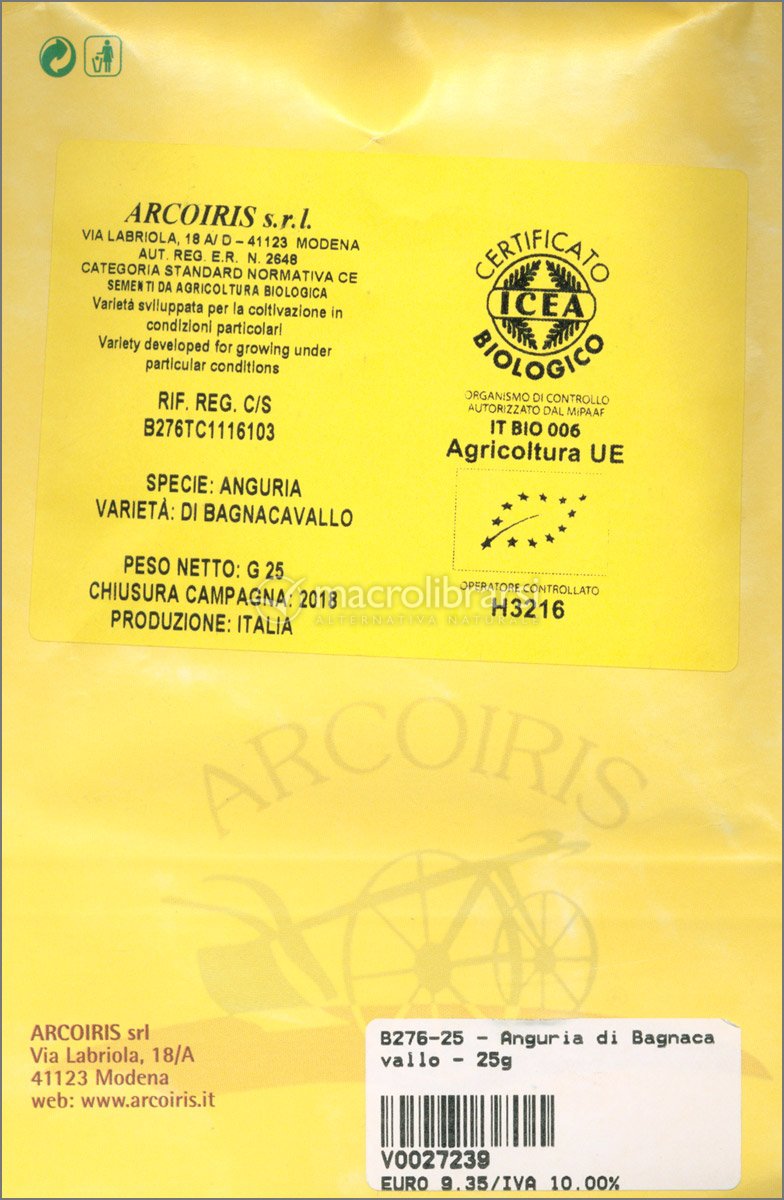 ARCOIRIS s.r.l.
VIA LABRIOLA, 18 A/ D – 41123 MODENA
AUT. REG. E.R. N. 2648
CATEGORIA STANDARD NORMATIVA CE
SEMENTI DA AGRICOLTURA BIOLOGICA
Varietà sviluppata per la coltivazione in
condizioni particolari
Variety developed for growing under
particular conditions
RIF. REG. C/S
B276TC1116103
SPECIE: ANGURIA
VARIETÀ: DI BAGNACAVALLO
PESO NETTO: G 25
CHIUSURA CAMPAGNA: 2018
PRODUZIONE: ITALIA
CERTIFICATO
ICEA
BIOLOGICO
ORGANISMO DI CONTROLLO
AUTORIZZATO DAL MiPAAF
IT BIO 006
Agricoltura UE
OPERATORE CONTROLLATO
H3216
macrolibrarsi
ALTERNATIVA NATURALE
ARCOIRIS
ARCOIRIS srl
Via Labriola, 18/A
41123 Modena
web: www.arcoiris.it
B276-25 - Anguria di Bagnaca
vallo - 25g
V0027239
EURO 9.35/IVA 10.00%